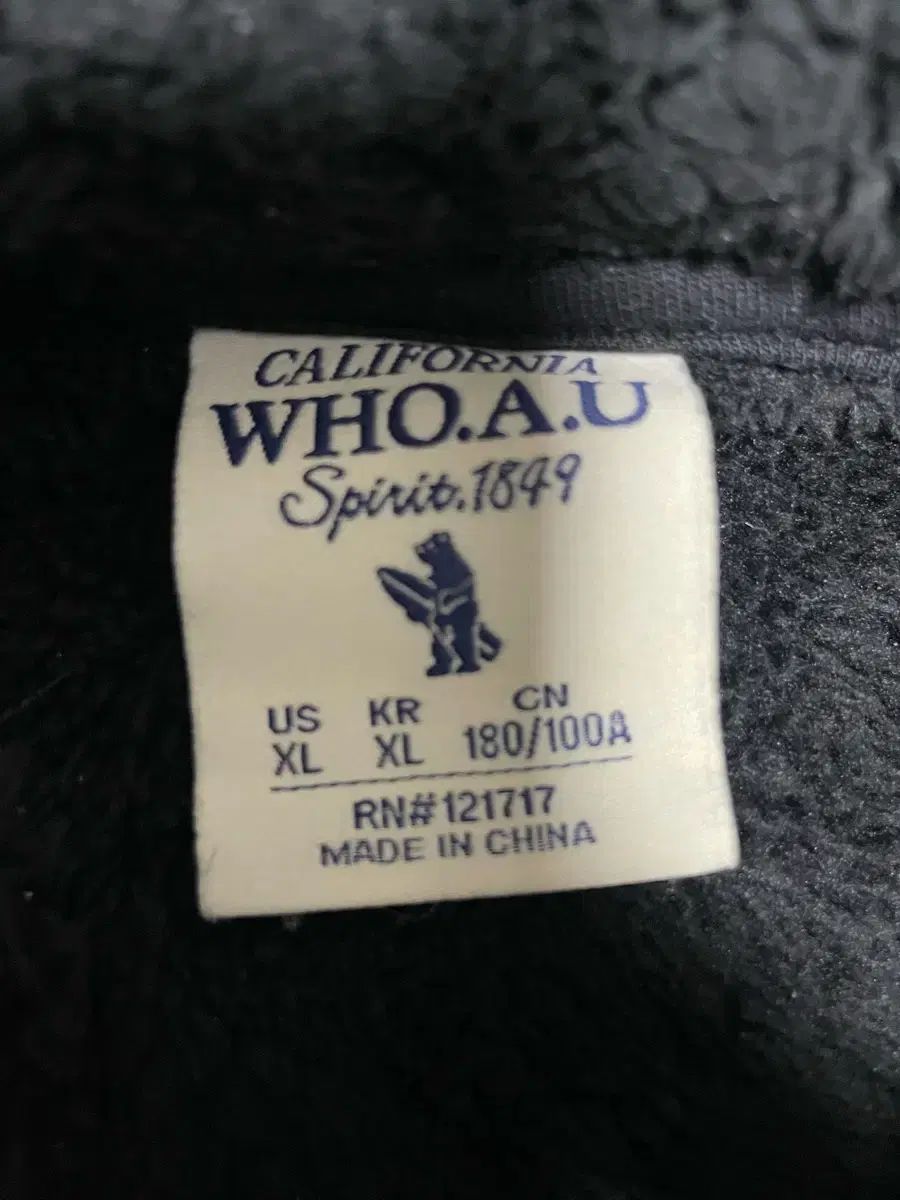 CALIFORNIA
WHO.A.U
Spirit.1849
US KR CN
XL XL 180/100A
RN#121717
MADE IN CHINA